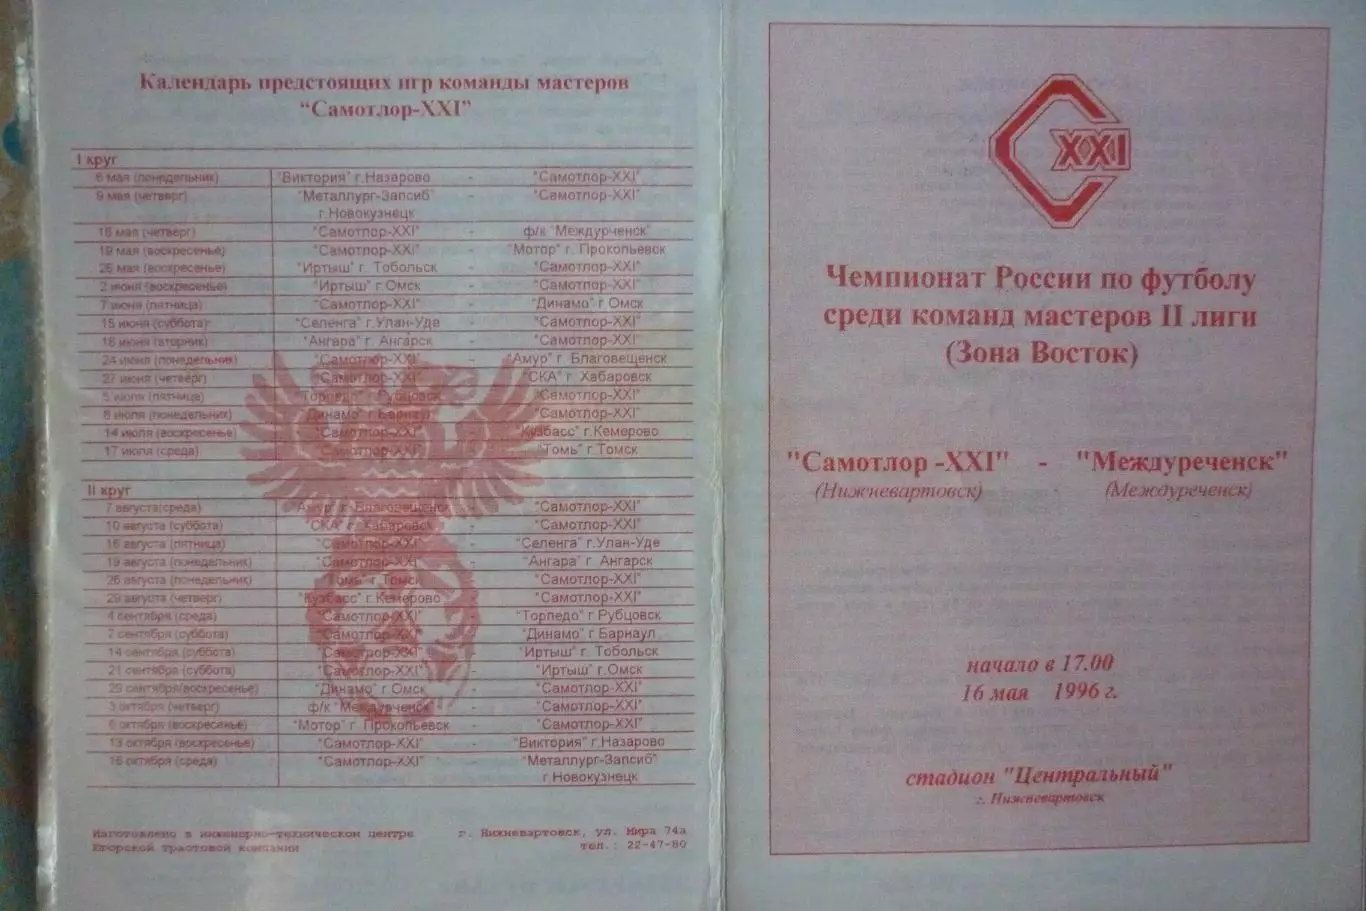 Календарь предстоящих игр команды мастеров
"Самотлор-XXI"
I круг
6 мая (понедельник) "Виктория" г.Назарово - "Самотлор-XXI"
9 мая (четверг) "Металлург-Запсиб" - "Самотлор-XXI"
г.Новокузнецк
16 мая (четверг) "Самотлор-XXI" - ф/к "Междурченск"
19 мая (воскресенье) "Самотлор-XXI" - "Мотор" г. Прокопьевск
26 мая (воскресенье) "Иртыш" г. Тобольск - "Самотлор-XXI"
2 июня (воскресенье) "Иртыш" г. Омск - "Самотлор-XXI"
7 июня (пятница) "Самотлор-XXI" - "Динамо" г. Омск
15 июня (суббота) "Селенга" г.Улан-Уде - "Самотлор-XXI"
18 июня (вторник) "Ангара" г. Ангарск - "Самотлор-XXI"
24 июня (понедельник) "Самотлор-XXI" - "Амур" г. Благовещенск
27 июня (четверг) "Самотлор-XXI" - "СКА" г. Хабаровск
5 июля (пятница) "Торпедо" г. Рубцовск - "Самотлор-XXI"
8 июля (понедельник) "Динамо" г.Барнаул - "Самотлор-XXI"
14 июля (воскресенье) "Самотлор-XXI" - "Кузбасс" г.Кемерово
17 июля (среда) "Самотлор-XXI" - "Томь" г. Томск
II круг
7 августа(среда) "Амур" г. Благовещенск - "Самотлор-XXI"
10 августа (суббота) "СКА" г. Хабаровск - "Самотлор-XXI"
16 августа (пятница) "Самотлор-XXI" - "Селенга" г.Улан-Уде
19 августа (понедельник) "Самотлор-XXI" - "Ангара" г. Ангарск
26 августа (понедельник) "Томь" г. Томск - "Самотлор-XXI"
29 августа (четверг) "Кузбасс" г.Кемерово - "Самотлор-XXI"
4 сентября (среда) "Самотлор-XXI" - "Торпедо" г Рубцовск
7 сентября (суббота) "Самотлор-XXI" - "Динамо" г Барнаул
14 сентября (суббота) "Самотлор-XXI" - "Иртыш" г. Тобольск
21 сентября (суббота) "Самотлор-XXI" - "Иртыш" г.Омск
29 сентября(воскресенье) "Динамо" г.Омск - "Самотлор-XXI"
3 октября (четверг) ф/к "Междурченск" - "Самотлор-XXI"
6 октября (воскресенье) "Мотор" г. Прокопьевск - "Самотлор-XXI"
13 октября (воскресенье) "Самотлор-XXI" - "Виктория" г.Назарово
16 октября (среда) "Самотлор-XXI" - "Металлург-Запсиб"
г.Новокузнецк
Изготовлено в инженерно-техническом центре г. Нижневартовск, ул. Мира 74а
Югорской трастовой компании тел.: 22-47-80
XXI
Чемпионат России по футболу
среди команд мастеров II лиги
(Зона Восток)
"Самотлор -XXI" - "Междуреченск"
(Нижневартовск) (Междуреченск)
начало в 17.00
16 мая 1996 г.
стадион "Центральный"
г. Нижневартовск